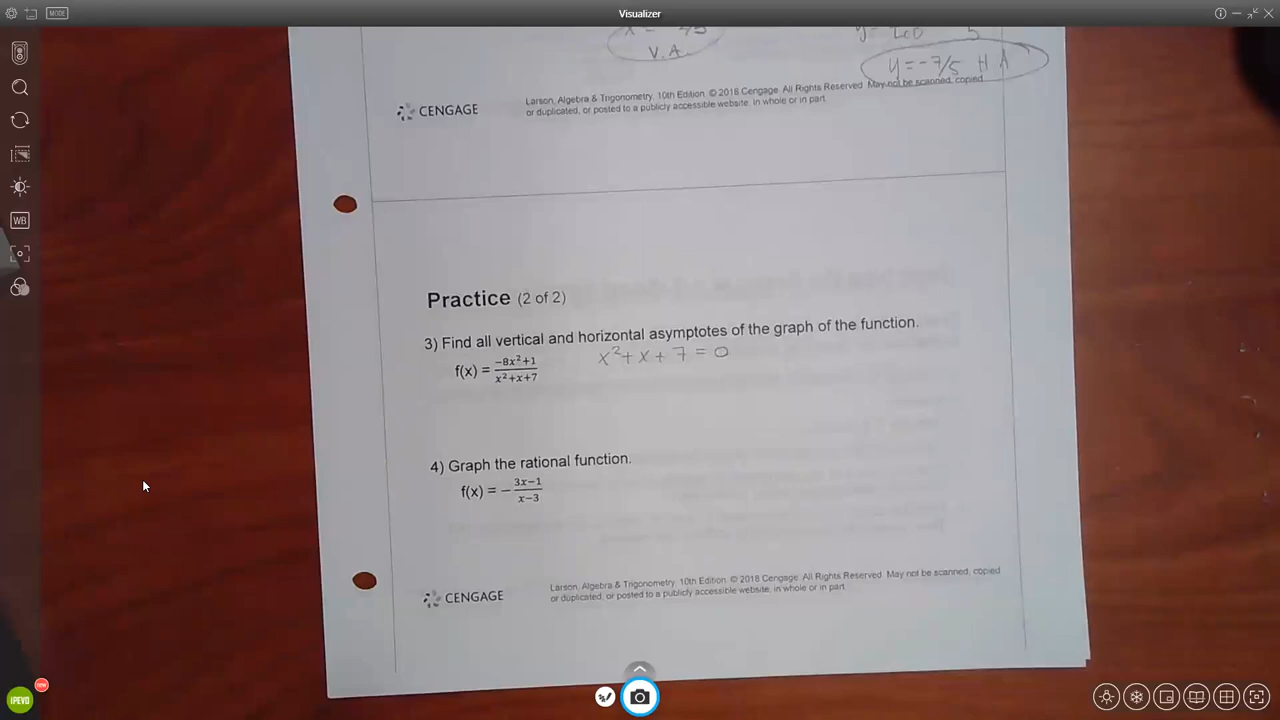 MODE
Visualizer
V.A.
y = -7/5 H A
CENGAGE
Larson, Algebra & Trigonometry, 10th Edition. © 2018 Cengage. All Rights Reserved. May not be scanned, copied
or duplicated, or posted to a publicly accessible website, in whole or in part.
WB
Practice (2 of 2)
3) Find all vertical and horizontal asymptotes of the graph of the function.
f(x) = -8x²+1 / x²+x+7
x² + x + 7 = 0
4) Graph the rational function.
f(x) = - 3x-1 / x-3
CENGAGE
Larson, Algebra & Trigonometry, 10th Edition. © 2018 Cengage. All Rights Reserved. May not be scanned, copied
or duplicated, or posted to a publicly accessible website, in whole or in part.
IPEVO